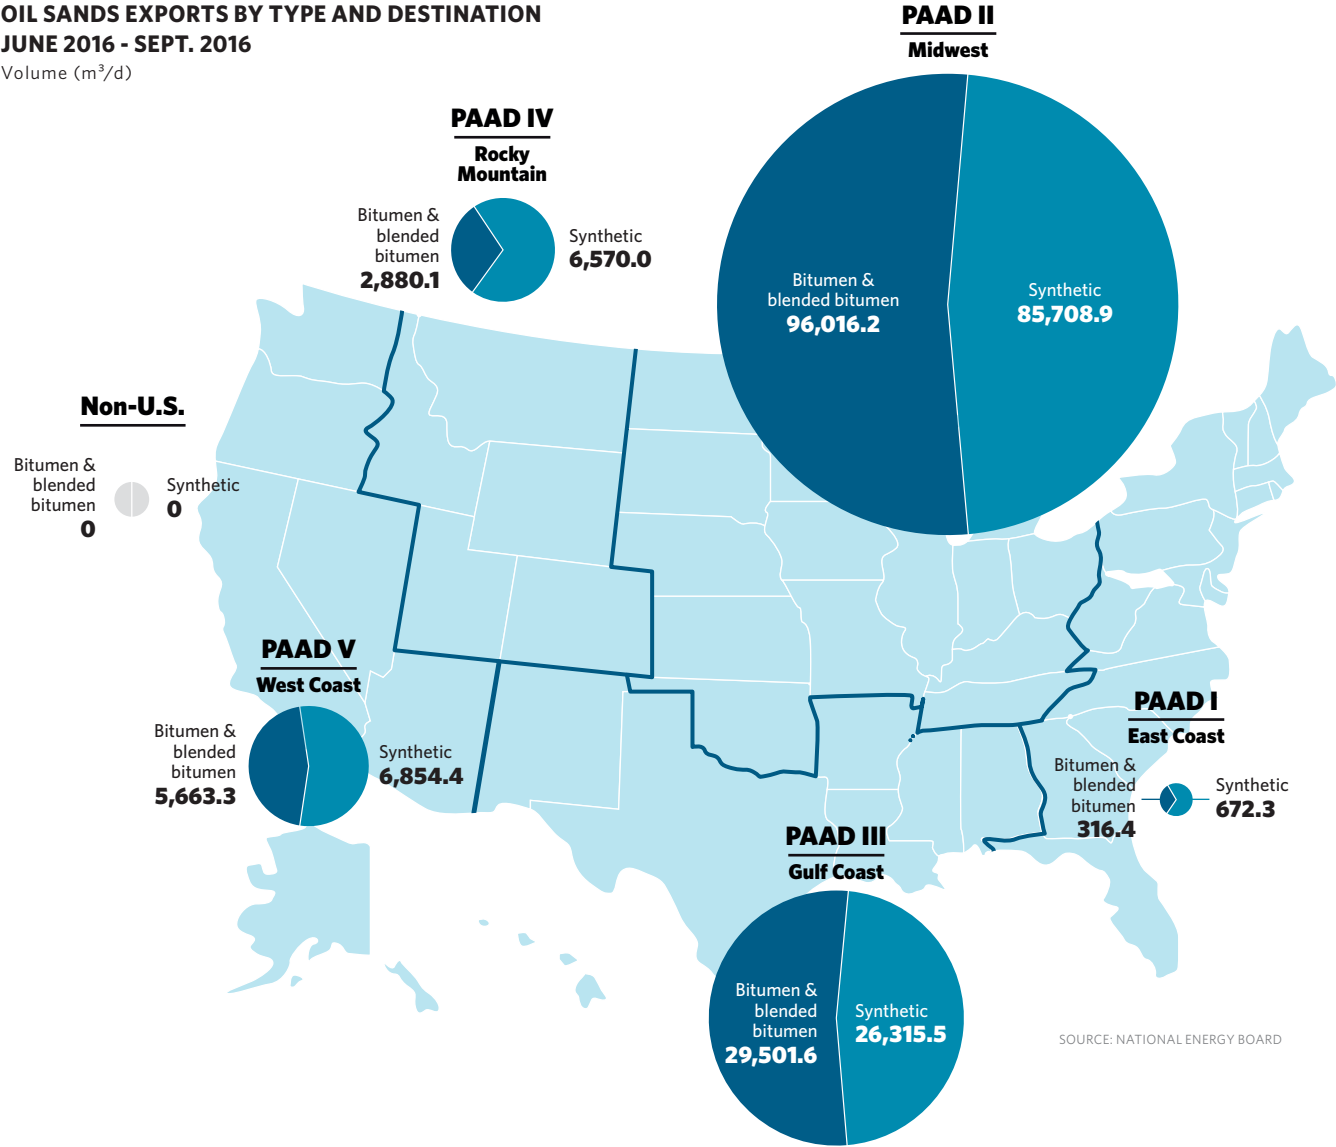 OIL SANDS EXPORTS BY TYPE AND DESTINATION
JUNE 2016 - SEPT. 2016
Volume (m³/d)
PAAD II
Midwest
Bitumen &
blended bitumen
96,016.2
Synthetic
85,708.9
PAAD IV
Rocky
Mountain
Bitumen &
blended
bitumen
2,880.1
Synthetic
6,570.0
Non-U.S.
Bitumen &
blended
bitumen
0
Synthetic
0
PAAD V
West Coast
Bitumen &
blended
bitumen
5,663.3
Synthetic
6,854.4
PAAD I
East Coast
Bitumen &
blended
bitumen
316.4
Synthetic
672.3
PAAD III
Gulf Coast
Bitumen &
blended
bitumen
29,501.6
Synthetic
26,315.5
SOURCE: NATIONAL ENERGY BOARD